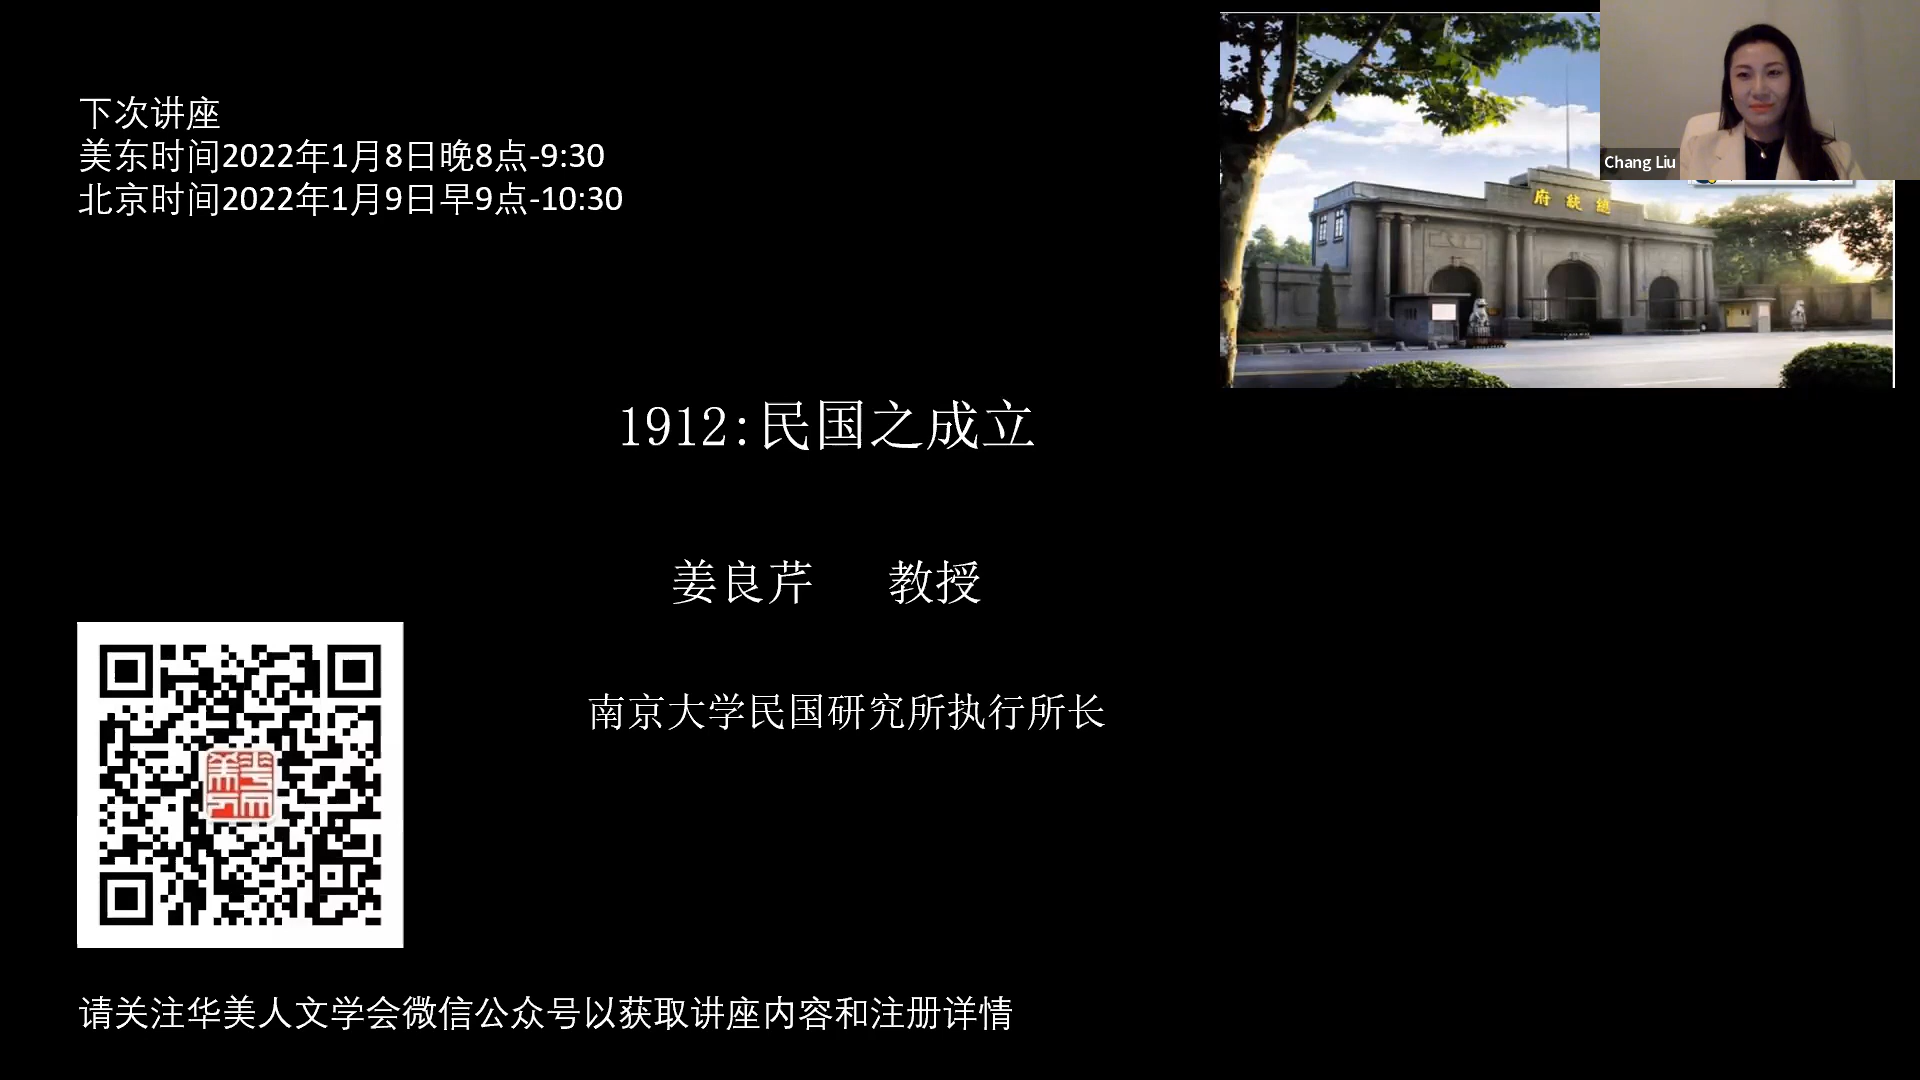 下次讲座
美东时间2022年1月8日晚8点-9:30
北京时间2022年1月9日早9点-10:30
府統總
Chang Liu
1912:民国之成立
姜良芹 教授
南京大学民国研究所执行所长
请关注华美人文学会微信公众号以获取讲座内容和注册详情